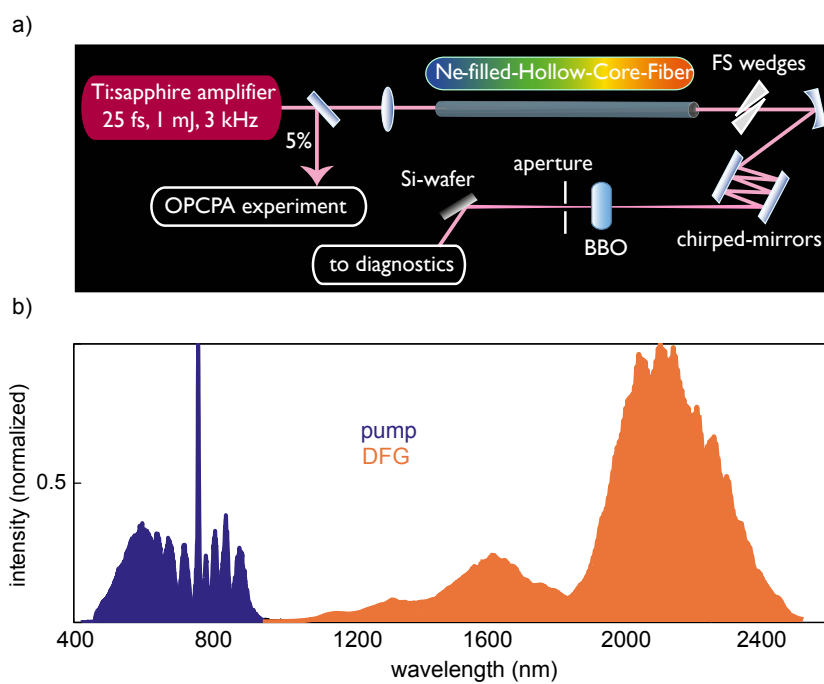 a)
Ne-filled-Hollow-Core-Fiber
FS wedges
Ti:sapphire amplifier
25 fs, 1 mJ, 3 kHz
5%
Si-wafer
aperture
OPCPA experiment
BBO
chirped-mirrors
to diagnostics
b)
pump
DFG
0.5
intensity (normalized)
400
800
1200
1600
2000
2400
wavelength (nm)